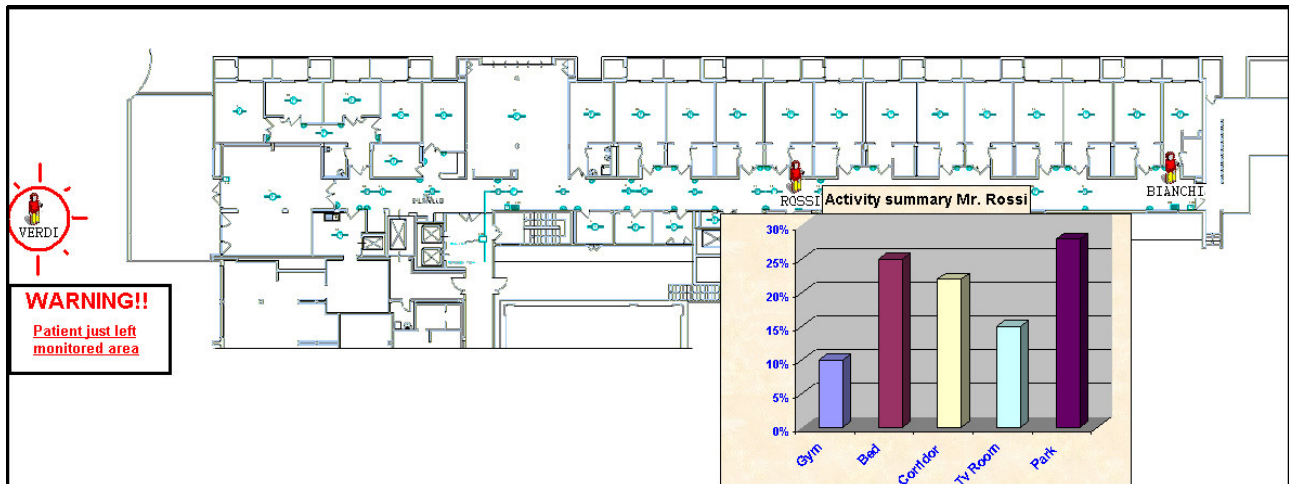 VERDI
WARNING!!
Patient just left
monitored area
ROSSI
BIANCHI
Activity summary Mr. Rossi
30%
25%
20%
15%
10%
5%
0%
Gym
Bed
Corridor
Tv Room
Park